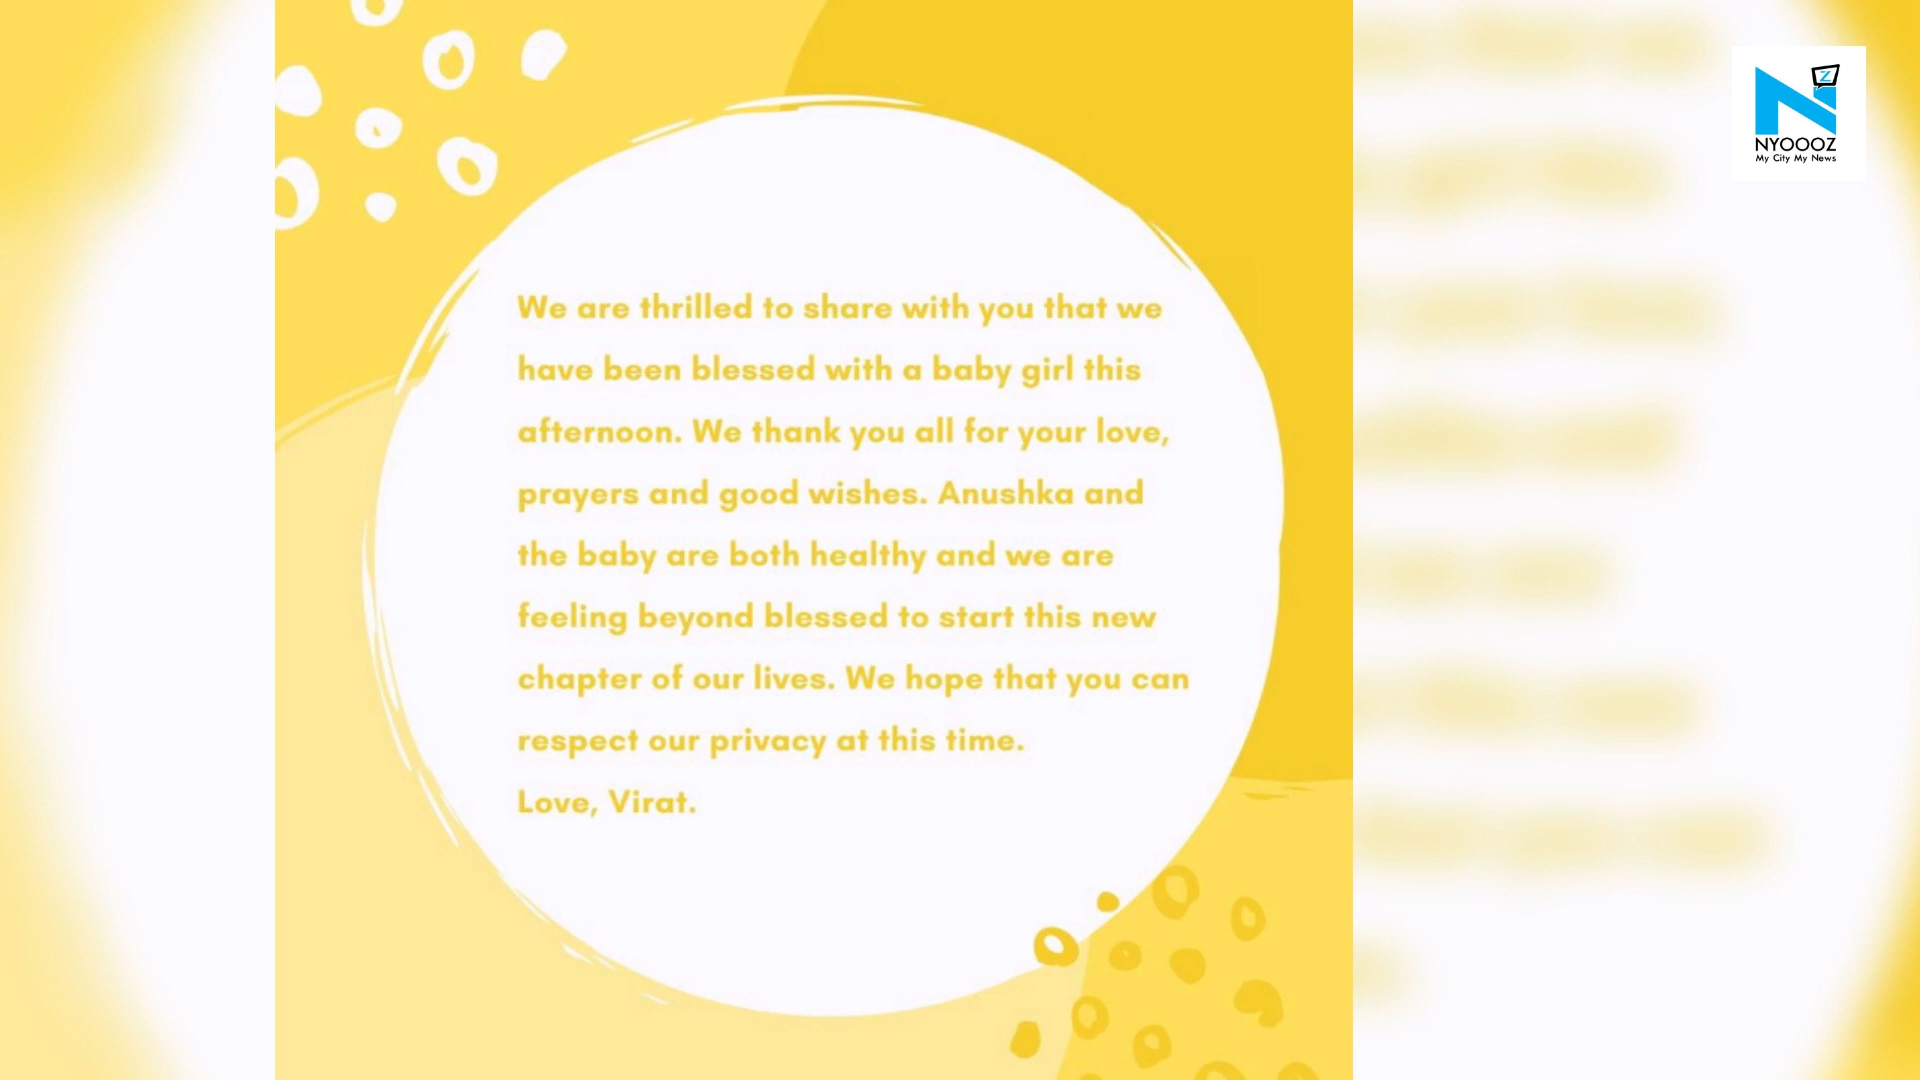 We are thrilled to share with you that we
have been blessed with a baby girl this
afternoon. We thank you all for your love,
prayers and good wishes. Anushka and
the baby are both healthy and we are
feeling beyond blessed to start this new
chapter of our lives. We hope that you can
respect our privacy at this time.
Love, Virat.
Z
NYOOOZ
My City My News